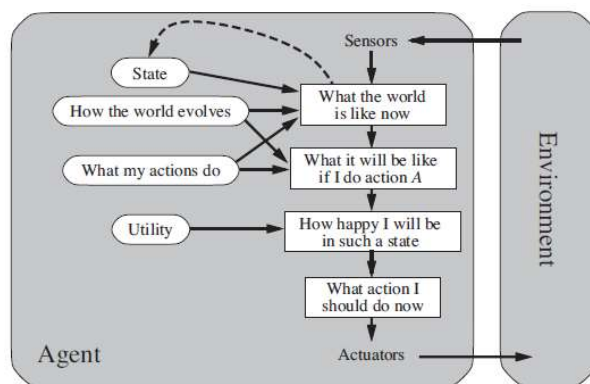 Sensors
State
What the world
is like now
How the world evolves
What it will be like
if I do action A
What my actions do
How happy I will be
in such a state
Utility
What action I
should do now
Agent
Actuators
Environment